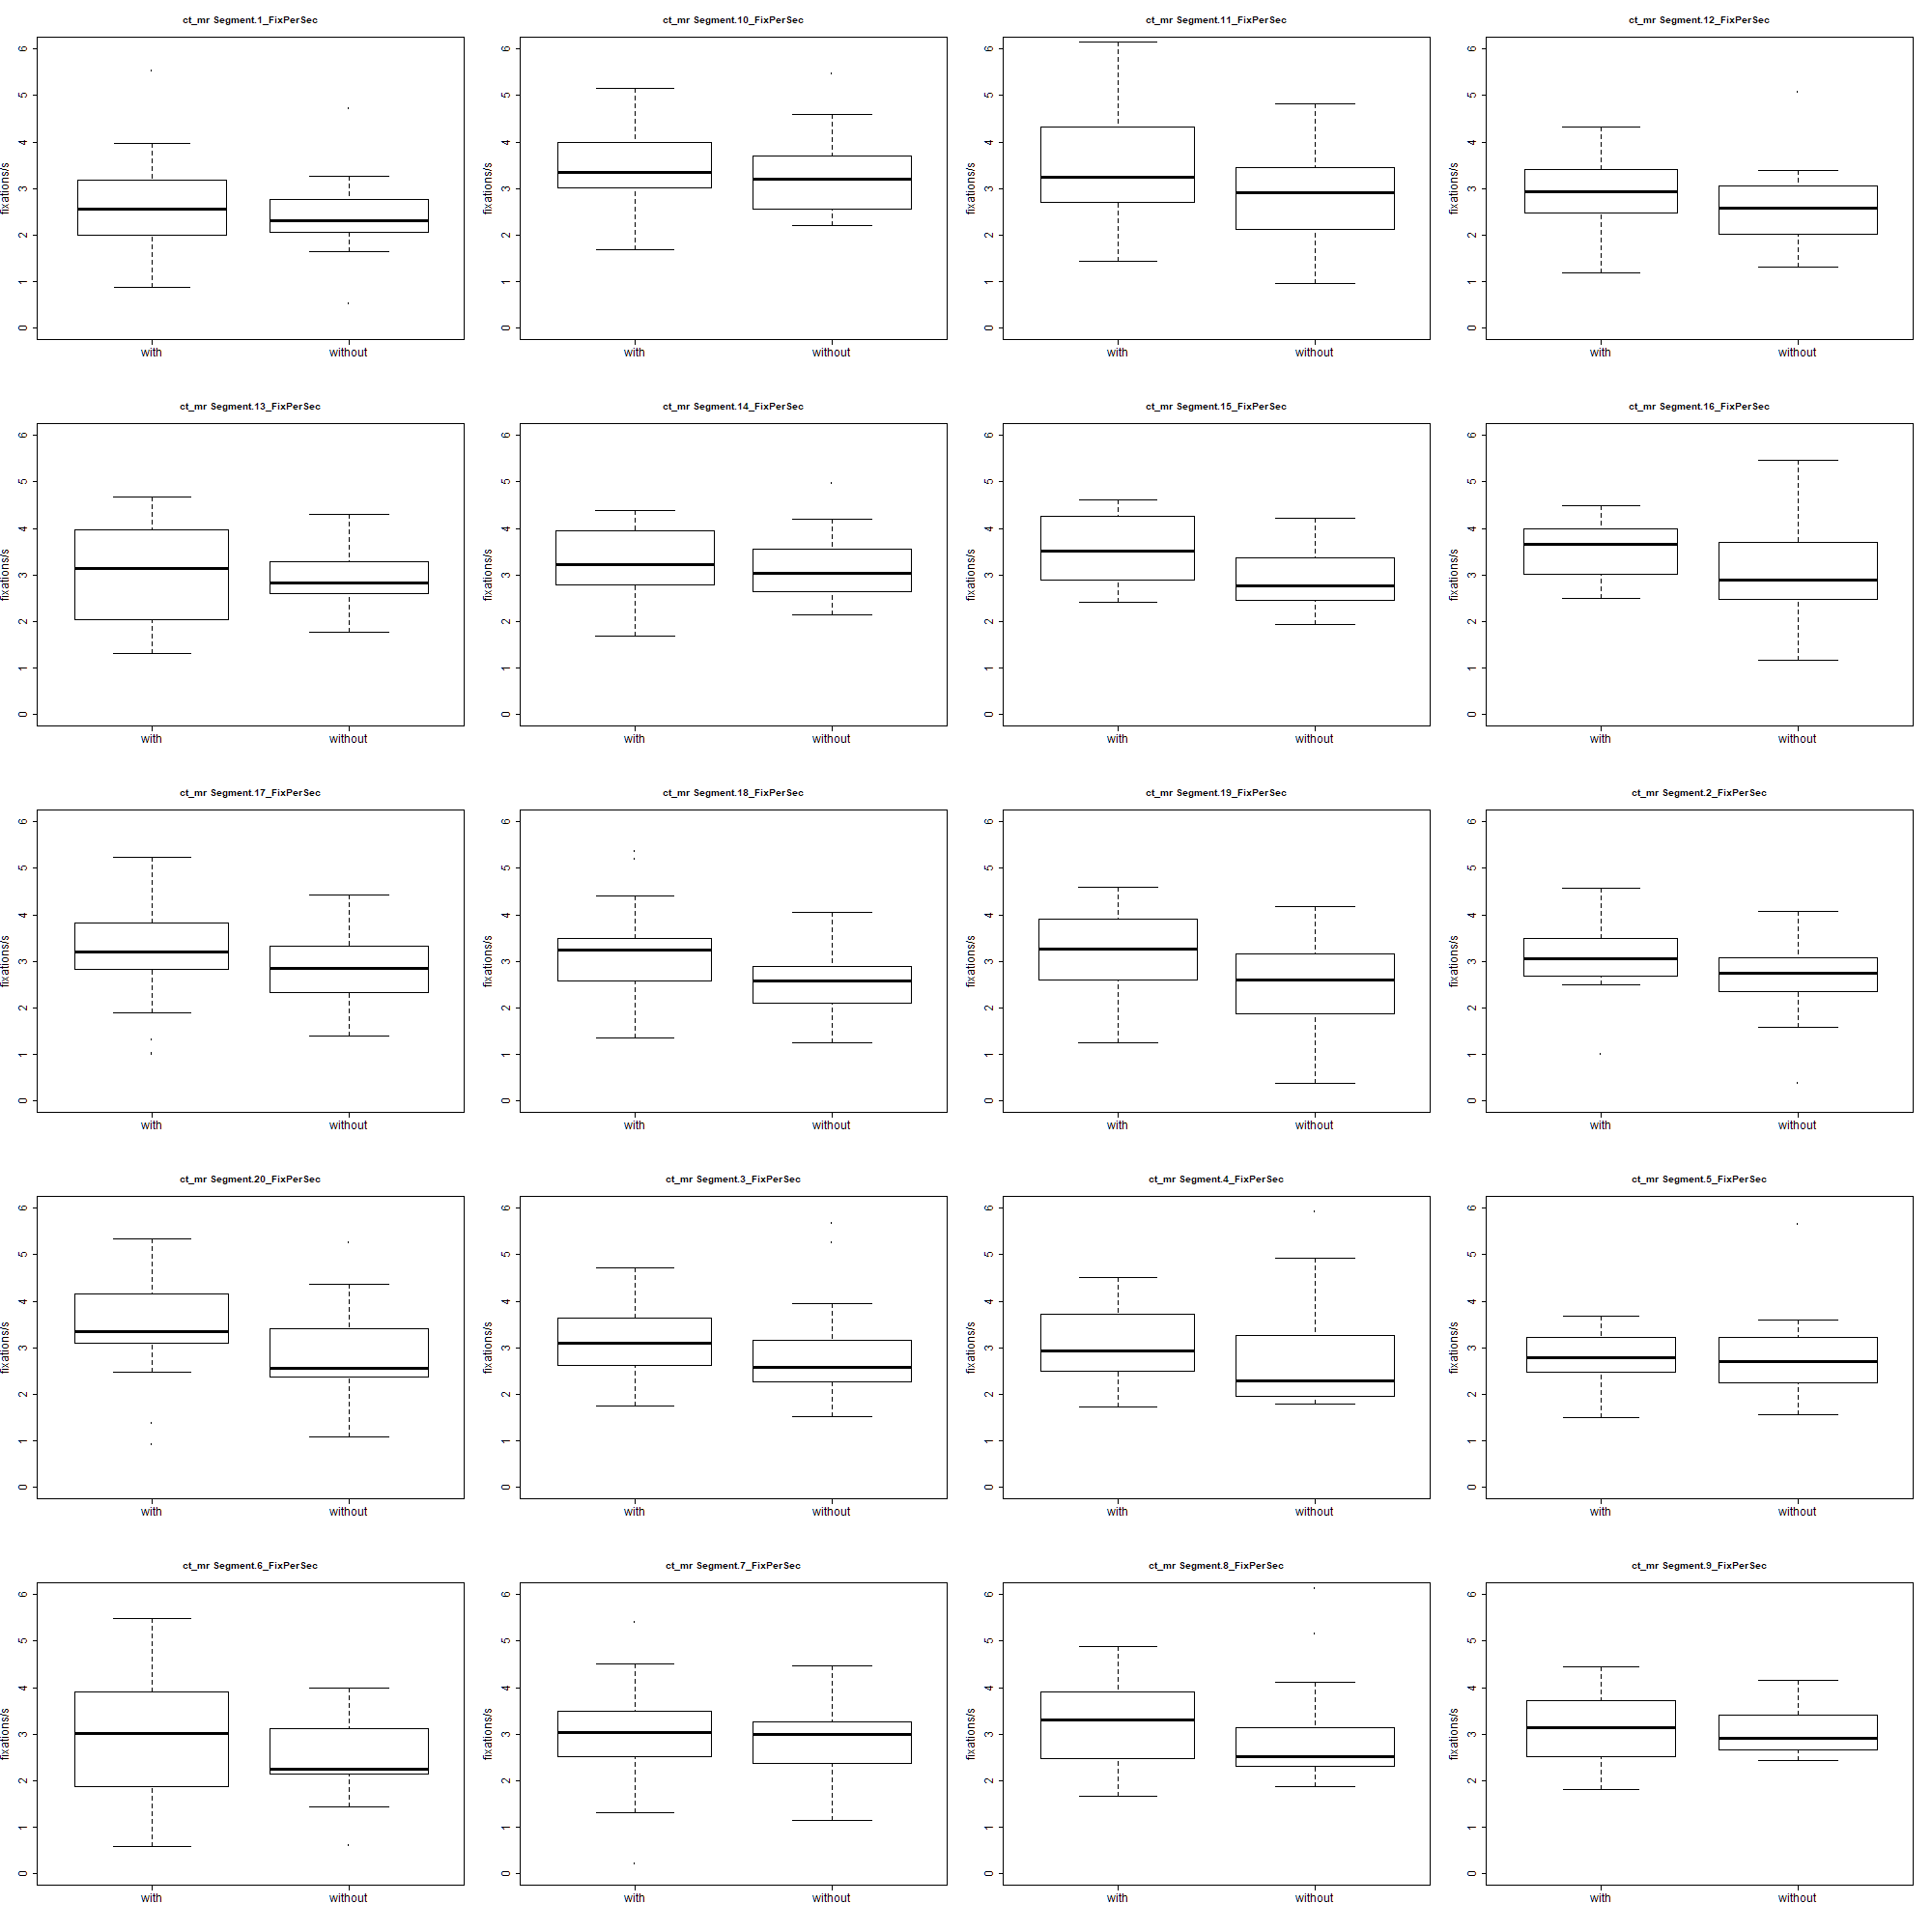 ct_mr Segment.1_FixPerSec
fixations/s
0 1 2 3 4 5 6
with without
ct_mr Segment.10_FixPerSec
fixations/s
0 1 2 3 4 5 6
with without
ct_mr Segment.11_FixPerSec
fixations/s
0 1 2 3 4 5 6
with without
ct_mr Segment.12_FixPerSec
fixations/s
0 1 2 3 4 5 6
with without
ct_mr Segment.13_FixPerSec
fixations/s
0 1 2 3 4 5 6
with without
ct_mr Segment.14_FixPerSec
fixations/s
0 1 2 3 4 5 6
with without
ct_mr Segment.15_FixPerSec
fixations/s
0 1 2 3 4 5 6
with without
ct_mr Segment.16_FixPerSec
fixations/s
0 1 2 3 4 5 6
with without
ct_mr Segment.17_FixPerSec
fixations/s
0 1 2 3 4 5 6
with without
ct_mr Segment.18_FixPerSec
fixations/s
0 1 2 3 4 5 6
with without
ct_mr Segment.19_FixPerSec
fixations/s
0 1 2 3 4 5 6
with without
ct_mr Segment.2_FixPerSec
fixations/s
0 1 2 3 4 5 6
with without
ct_mr Segment.20_FixPerSec
fixations/s
0 1 2 3 4 5 6
with without
ct_mr Segment.3_FixPerSec
fixations/s
0 1 2 3 4 5 6
with without
ct_mr Segment.4_FixPerSec
fixations/s
0 1 2 3 4 5 6
with without
ct_mr Segment.5_FixPerSec
fixations/s
0 1 2 3 4 5 6
with without
ct_mr Segment.6_FixPerSec
fixations/s
0 1 2 3 4 5 6
with without
ct_mr Segment.7_FixPerSec
fixations/s
0 1 2 3 4 5 6
with without
ct_mr Segment.8_FixPerSec
fixations/s
0 1 2 3 4 5 6
with without
ct_mr Segment.9_FixPerSec
fixations/s
0 1 2 3 4 5 6
with without